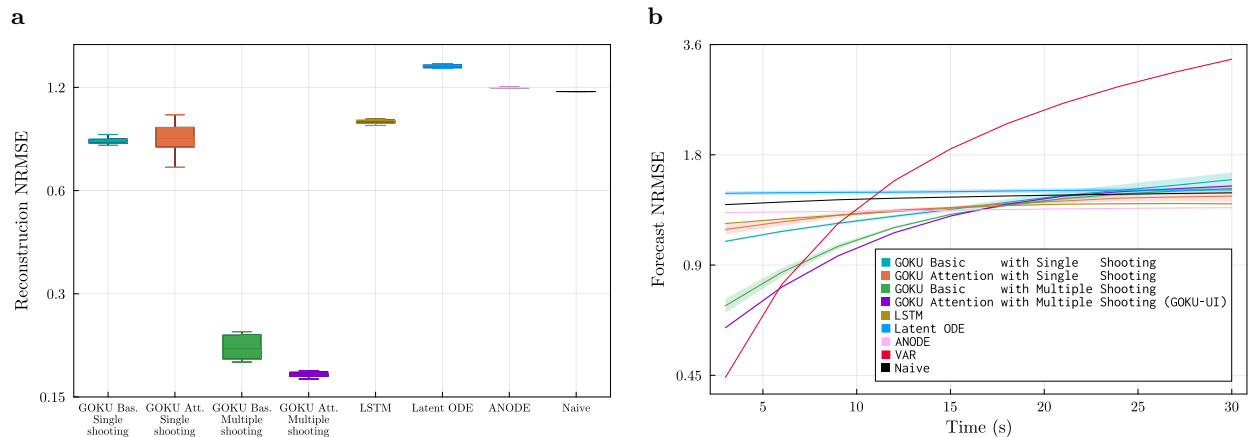 a
Reconstrucion NRMSE
1.2
0.6
0.3
0.15
GOKU Bas.
Single
shooting
GOKU Att.
Single
shooting
GOKU Bas.
Multiple
shooting
GOKU Att.
Multiple
shooting
LSTM
Latent ODE
ANODE
Naive
b
Forecast NRMSE
3.6
1.8
0.9
0.45
5
10
15
20
25
30
Time (s)
GOKU Basic with Single Shooting
GOKU Attention with Single Shooting
GOKU Basic with Multiple Shooting
GOKU Attention with Multiple Shooting (GOKU-UI)
LSTM
Latent ODE
ANODE
VAR
Naive